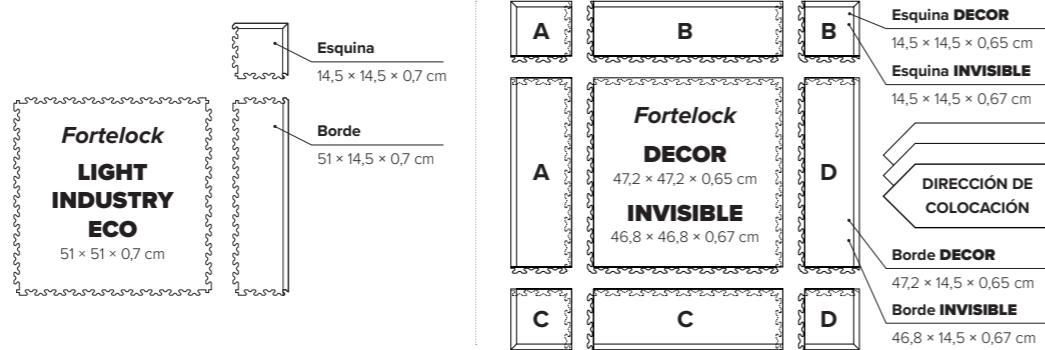 Esquina
14,5 × 14,5 × 0,7 cm
Fortelock
LIGHT
INDUSTRY
ECO
51 × 51 × 0,7 cm
Borde
51 × 14,5 × 0,7 cm
A
B
B
Esquina DECOR
14,5 × 14,5 × 0,65 cm
Esquina INVISIBLE
14,5 × 14,5 × 0,67 cm
A
Fortelock
DECOR
47,2 × 47,2 × 0,65 cm
INVISIBLE
46,8 × 46,8 × 0,67 cm
D
DIRECCIÓN DE
COLOCACIÓN
Borde DECOR
47,2 × 14,5 × 0,65 cm
Borde INVISIBLE
46,8 × 14,5 × 0,67 cm
C
C
D